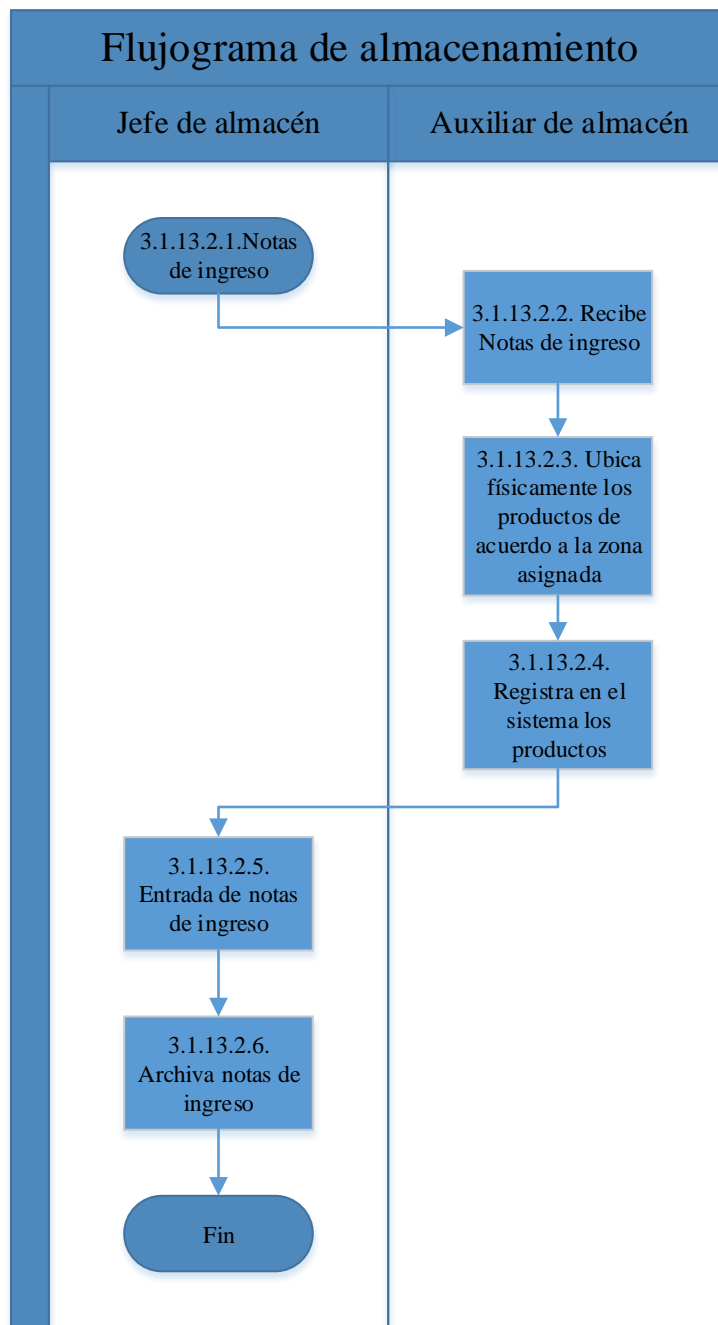 Flujograma de almacenamiento
Jefe de almacén
Auxiliar de almacén
3.1.13.2.1.Notas
de ingreso
3.1.13.2.2. Recibe
Notas de ingreso
3.1.13.2.3. Ubica
físicamente los
productos de
acuerdo a la zona
asignada
3.1.13.2.4.
Registra en el
sistema los
productos
3.1.13.2.5.
Entrada de notas
de ingreso
3.1.13.2.6.
Archiva notas de
ingreso
Fin